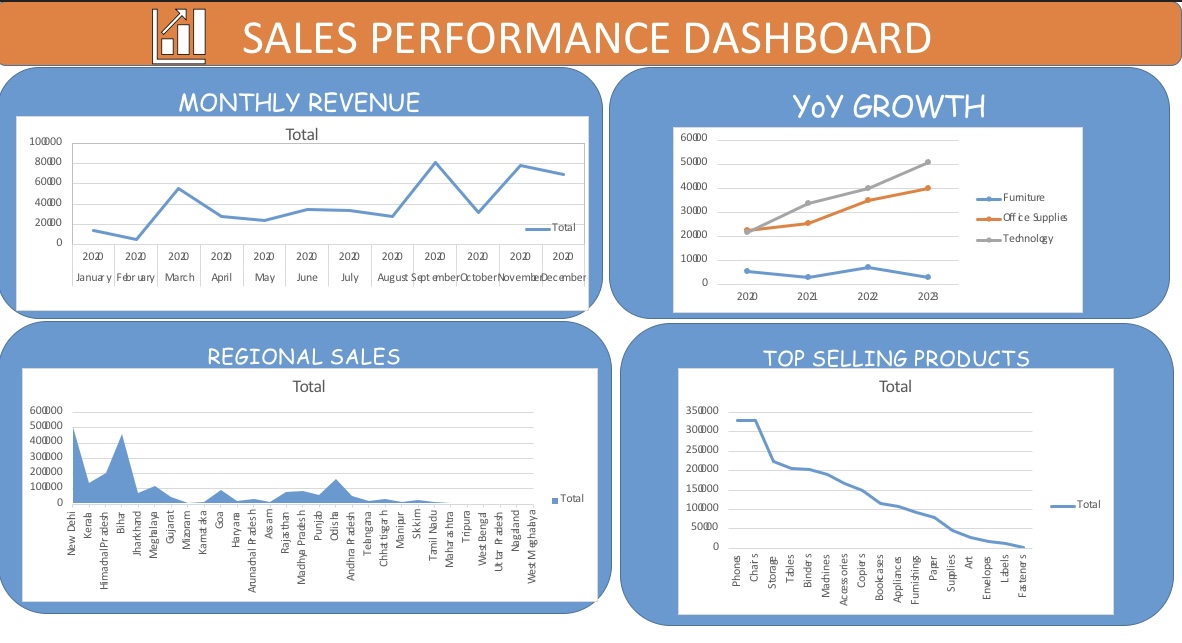 SALES PERFORMANCE DASHBOARD
MONTHLY REVENUE
Total
100000
80000
60000
40000
20000
0
2020 2020 2020 2020 2020 2020 2020 2020 2020 2020 2020 2020
January February March April May June July August September October November December
Total
YoY GROWTH
60000
50000
40000
30000
20000
10000
0
2020 2021 2022 2023
Furniture
Office Supplies
Technology
REGIONAL SALES
Total
600000
500000
400000
300000
200000
100000
0
New Delhi
Kerala
Himachal Pradesh
Bihar
Jharkhand
Meghalaya
Gujarat
Mizoram
Karnataka
Goa
Haryana
Arunachal Pradesh
Assam
Rajasthan
Madhya Pradesh
Punjab
Odisha
Andhra Pradesh
Telangana
Chhattisgarh
Manipur
Sikkim
Tamil Nadu
Maharashtra
Tripura
West Bengal
Uttar Pradesh
Nagaland
West Meghalaya
Total
TOP SELLING PRODUCTS
Total
350000
300000
250000
200000
150000
100000
50000
0
Phones
Chairs
Storage
Tables
Binders
Machines
Accessories
Copiers
Bookcases
Appliances
Furnishings
Paper
Supplies
Art
Envelopes
Labels
Fasteners
Total